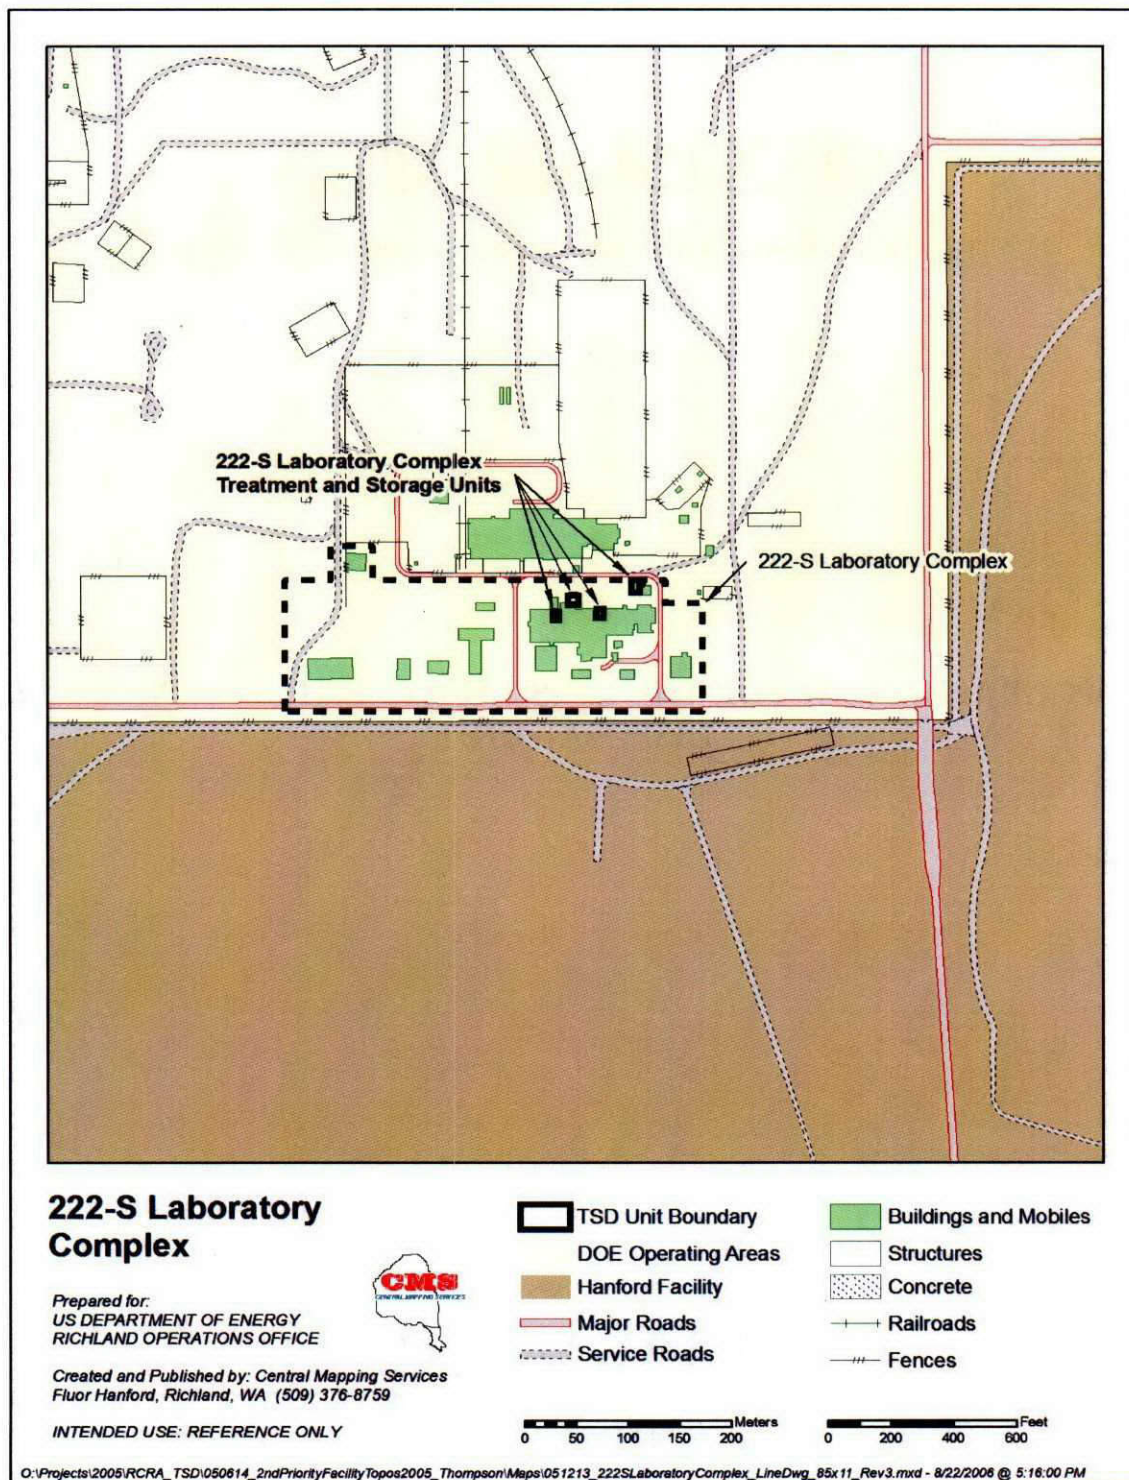 222-S Laboratory Complex
Treatment and Storage Units
222-S Laboratory Complex
222-S Laboratory
Complex
Prepared for:
US DEPARTMENT OF ENERGY
RICHLAND OPERATIONS OFFICE
CMS
CENTRAL MAPPING SERVICES
Created and Published by: Central Mapping Services
Fluor Hanford, Richland, WA (509) 376-8759
INTENDED USE: REFERENCE ONLY
TSD Unit Boundary
DOE Operating Areas
Hanford Facility
Major Roads
Service Roads
Buildings and Mobiles
Structures
Concrete
Railroads
Fences
Meters
0 50 100 150 200
Feet
0 200 400 600
O:\Projects\2005\RCRA_TSD\050614_2ndPriorityFacilityTopos2005_Thompson\Maps\051213_222SLaboratoryComplex_LineDwg_85x11_Rev3.mxd - 8/22/2006 @ 5:16:00 PM